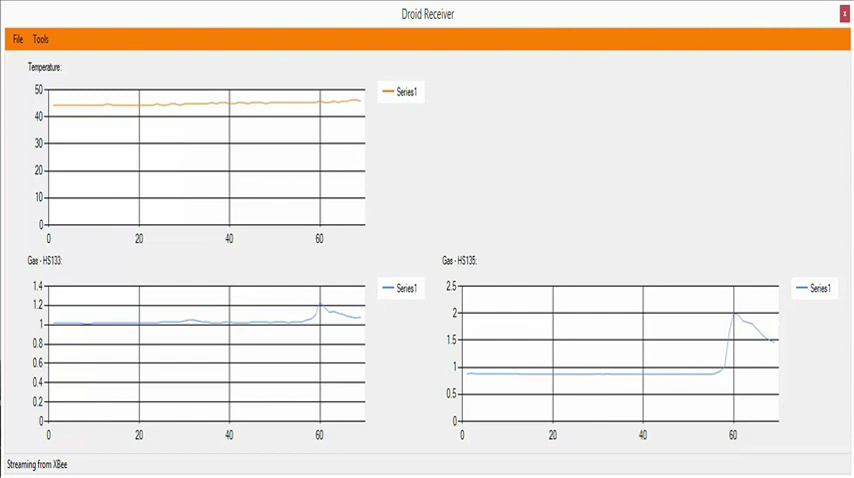 Droid Receiver
x
File Tools
Temperature:
50
40
30
20
10
0
0 20 40 60
Series1
Gas - HS133:
1.4
1.2
1
0.8
0.6
0.4
0.2
0
0 20 40 60
Series1
Gas - HS135:
2.5
2
1.5
1
0.5
0
0 20 40 60
Series1
Streaming from XBee